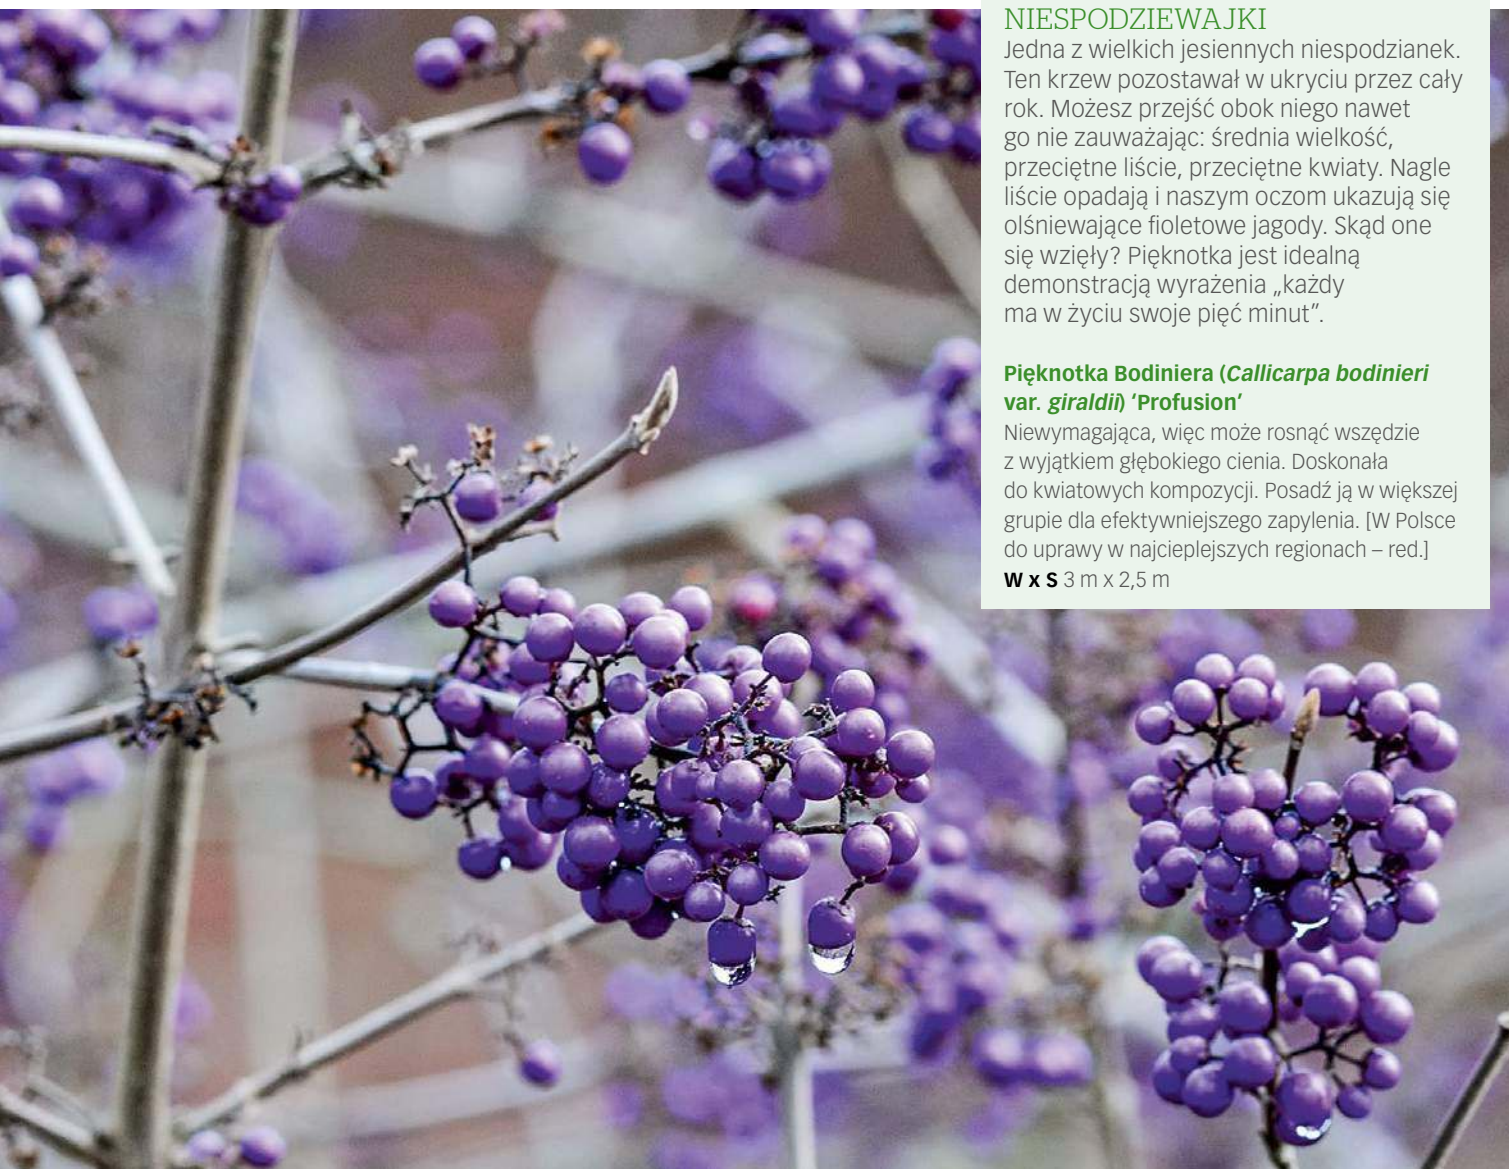 NIESPODZIEWAJKI
Jedna z wielkich jesiennych niespodzianek.
Ten krzew pozostawał w ukryciu przez cały
rok. Możesz przejść obok niego nawet
go nie zauważając: średnia wielkość,
przeciętne liście, przeciętne kwiaty. Nagle
liście opadają i naszym oczom ukazują się
olśniewające fioletowe jagody. Skąd one
się wzięły? Pięknotka jest idealną
demonstracją wyrażenia „każdy
ma w życiu swoje pięć minut”.
Pięknotka Bodiniera (Callicarpa bodinieri
var. giraldii) ‘Profusion’
Niewymagająca, więc może rosnąć wszędzie
z wyjątkiem głębokiego cienia. Doskonała
do kwiatowych kompozycji. Posadź ją w większej
grupie dla efektywniejszego zapylenia. [W Polsce
do uprawy w najcieplejszych regionach – red.]
W x S 3 m x 2,5 m